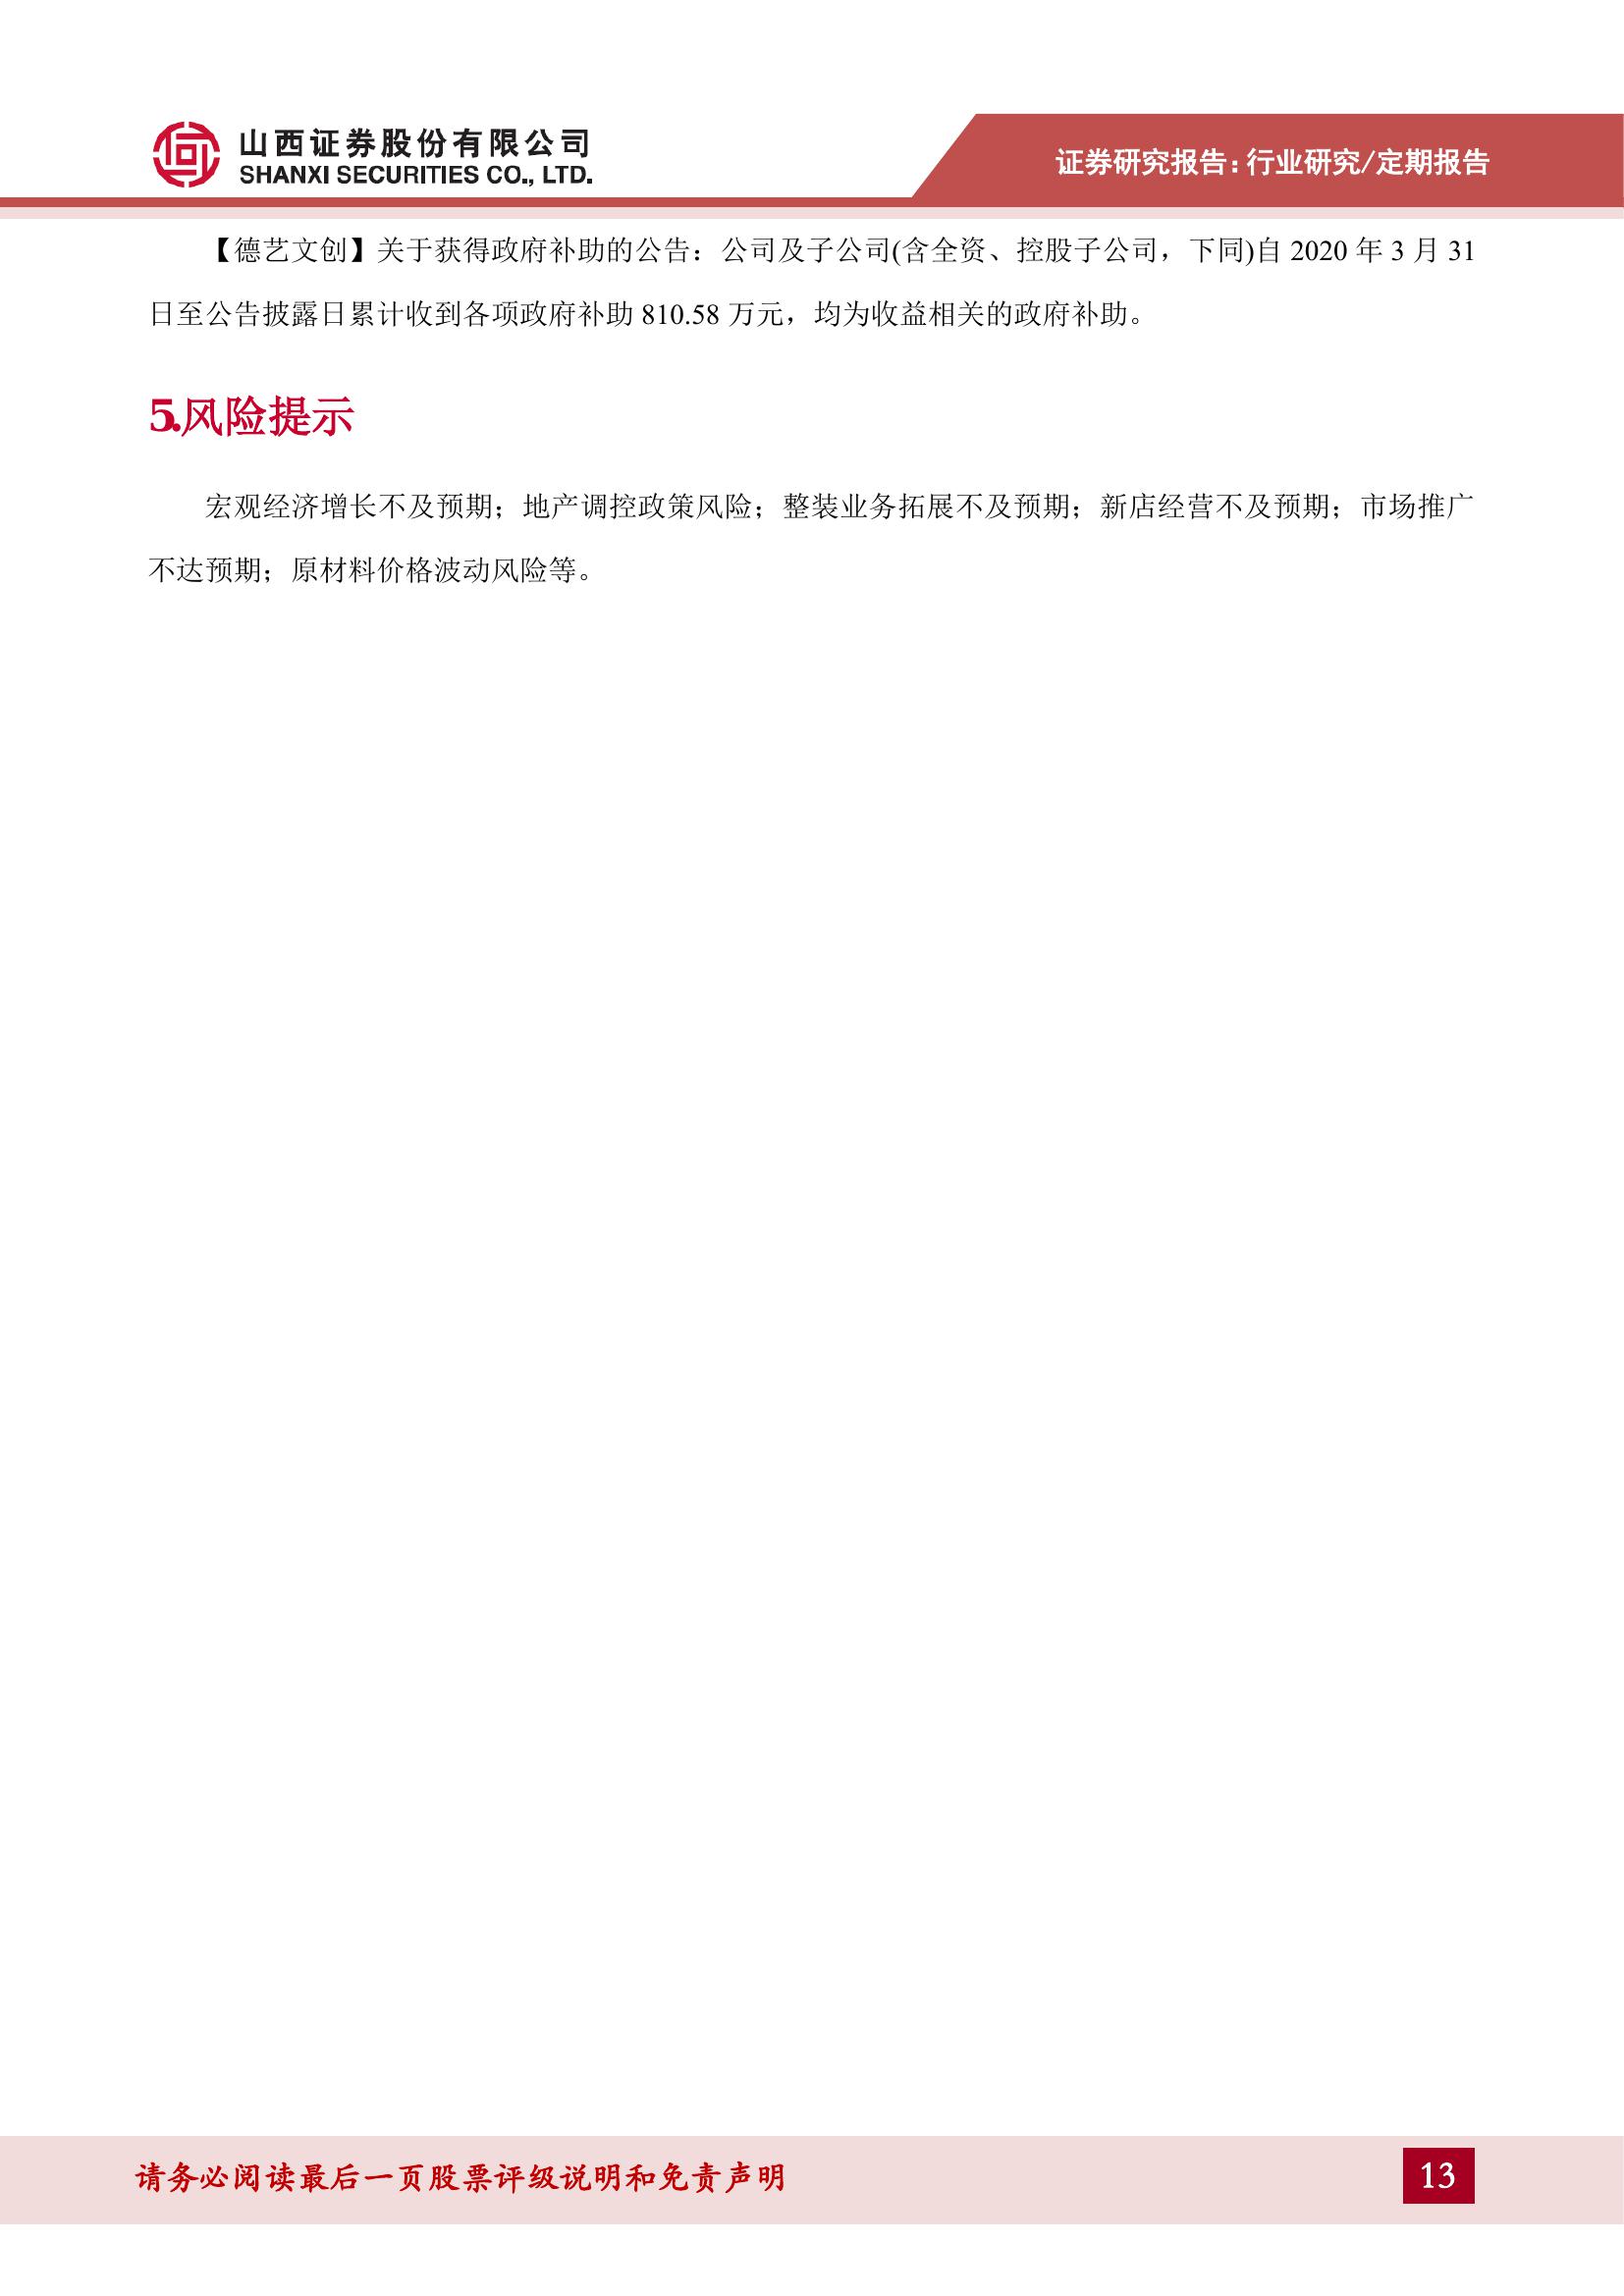 山西证券股份有限公司
SHANXI SECURITIES CO., LTD.
证券研究报告:行业研究/定期报告
【德艺文创】关于获得政府补助的公告：公司及子公司(含全资、控股子公司，下同)自 2020 年 3 月 31
日至公告披露日累计收到各项政府补助 810.58 万元，均为收益相关的政府补助。
5.风险提示
宏观经济增长不及预期；地产调控政策风险；整装业务拓展不及预期；新店经营不及预期；市场推广
不达预期；原材料价格波动风险等。
请务必阅读最后一页股票评级说明和免责声明
13